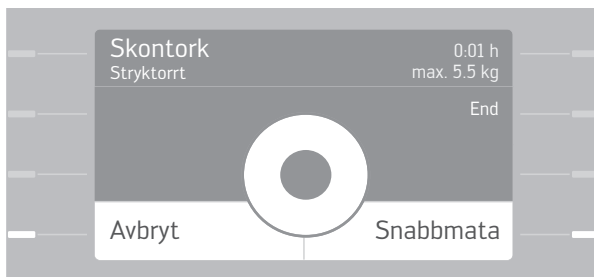 Skontork
0:01 h
Stryktorrt
max. 5.5 kg
End
Avbryt
Snabbmata